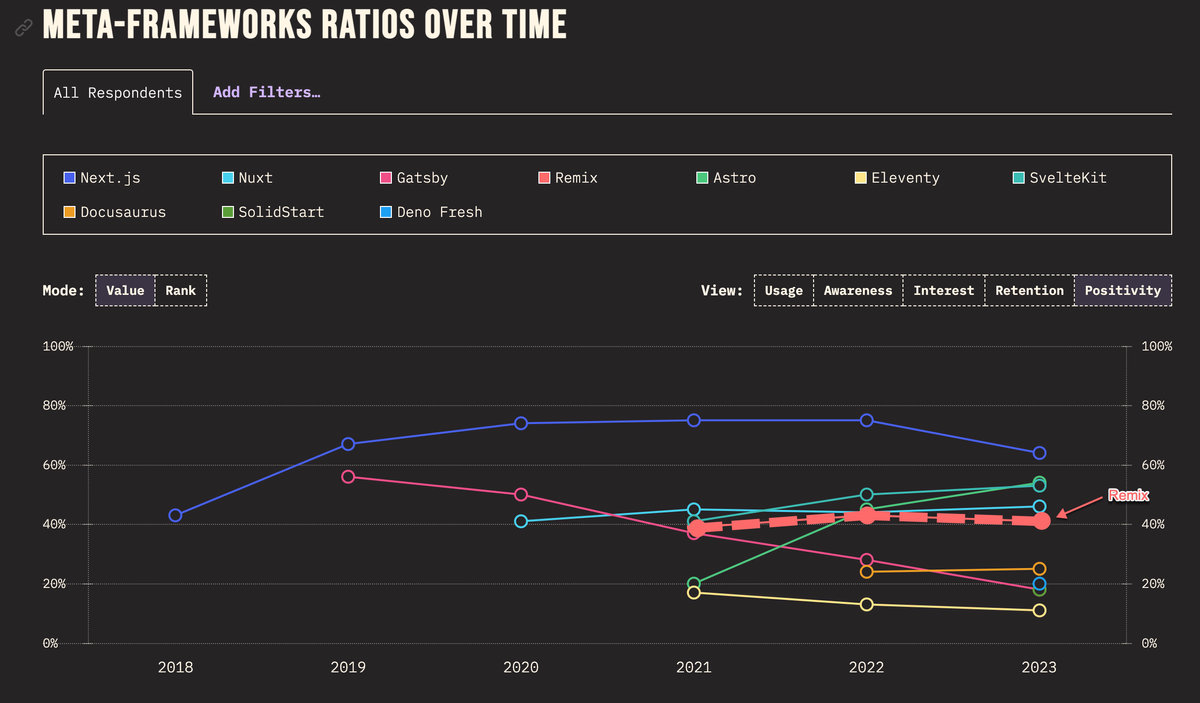 META-FRAMEWORKS RATIOS OVER TIME
All Respondents Add Filters…
Next.js Nuxt Gatsby Remix Astro Eleventy SvelteKit
Docusaurus SolidStart Deno Fresh
Mode: Value Rank View: Usage Awareness Interest Retention Positivity
100% 100%
80% 80%
60% 60%
Remix
40% 40%
20% 20%
0% 0%
2018 2019 2020 2021 2022 2023